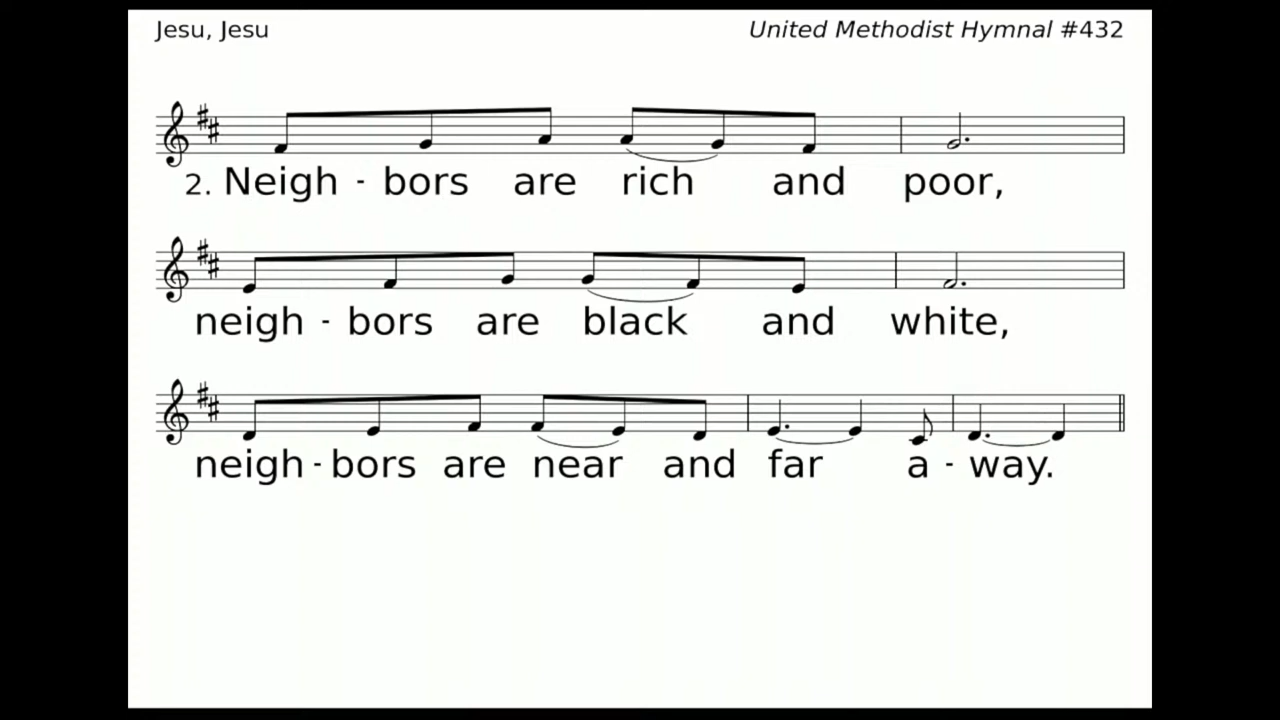 Jesu, Jesu United Methodist Hymnal #432
2. Neigh - bors are rich and poor,
neigh - bors are black and white,
neigh - bors are near and far a - way.